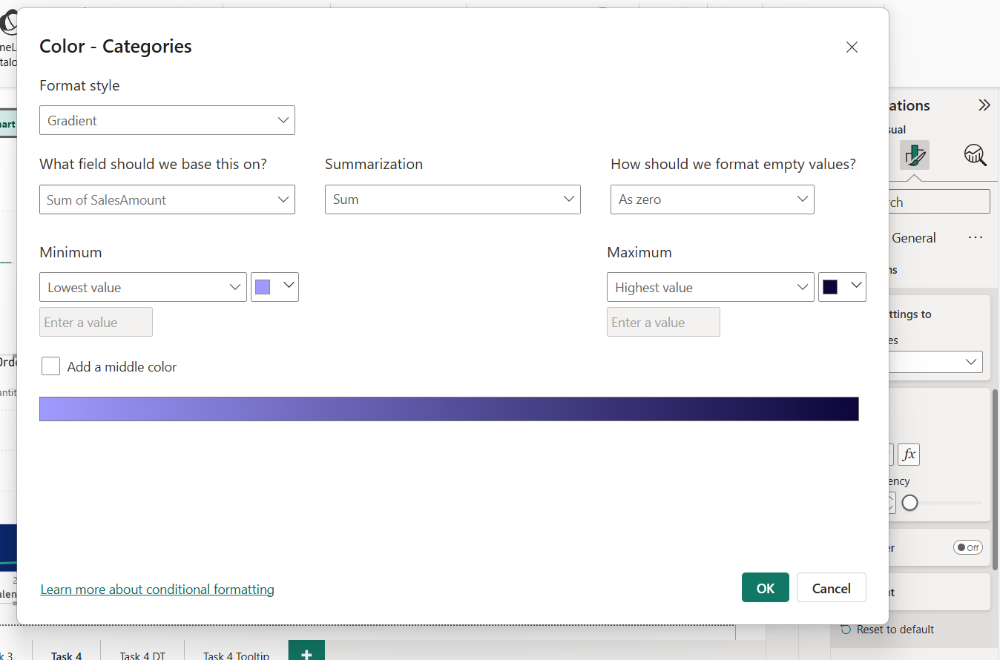 Color - Categories
Format style
Gradient
What field should we base this on?
Summarization
How should we format empty values?
Sum of SalesAmount
Sum
As zero
Minimum
Maximum
Lowest value
Highest value
Enter a value
Enter a value
Add a middle color
Learn more about conditional formatting
OK
Cancel
neL
talo
art
Orde
antit
2
alen
ations
sual
rch
General
ns
ttings to
es
fx
ency
er
Off
ut
Reset to default
k 3
Task 4
Task 4 DT
Task 4 Tooltip